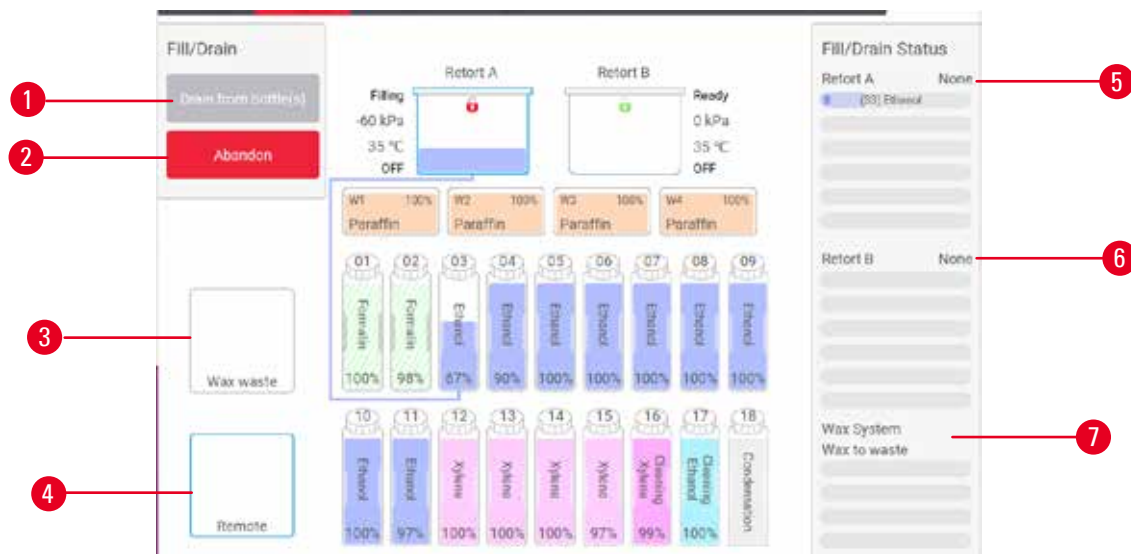 Fill/Drain
Drain from bottle(s)
Abandon
1
2
3
4
Wax waste
Remote
Retort A
Filling
-60 kPa
35 °C
OFF
Retort B
Ready
0 kPa
35 °C
OFF
W1 100%
Paraffin
W2 100%
Paraffin
W3 100%
Paraffin
W4 100%
Paraffin
01 02 03 04 05 06 07 08 09
Formalin Formalin Ethanol Ethanol Ethanol Ethanol Ethanol Ethanol Ethanol
100% 98% 67% 90% 100% 100% 100% 100% 100%
10 11 12 13 14 15 16 17 18
Ethanol Ethanol Xylene Xylene Xylene Xylene Cleaning Xylene Cleaning Ethanol Condensation
100% 97% 100% 100% 100% 97% 99% 100%
Fill/Drain Status
Retort A None
(S3) Ethanol
Retort B None
Wax System
Wax to waste
5
6
7